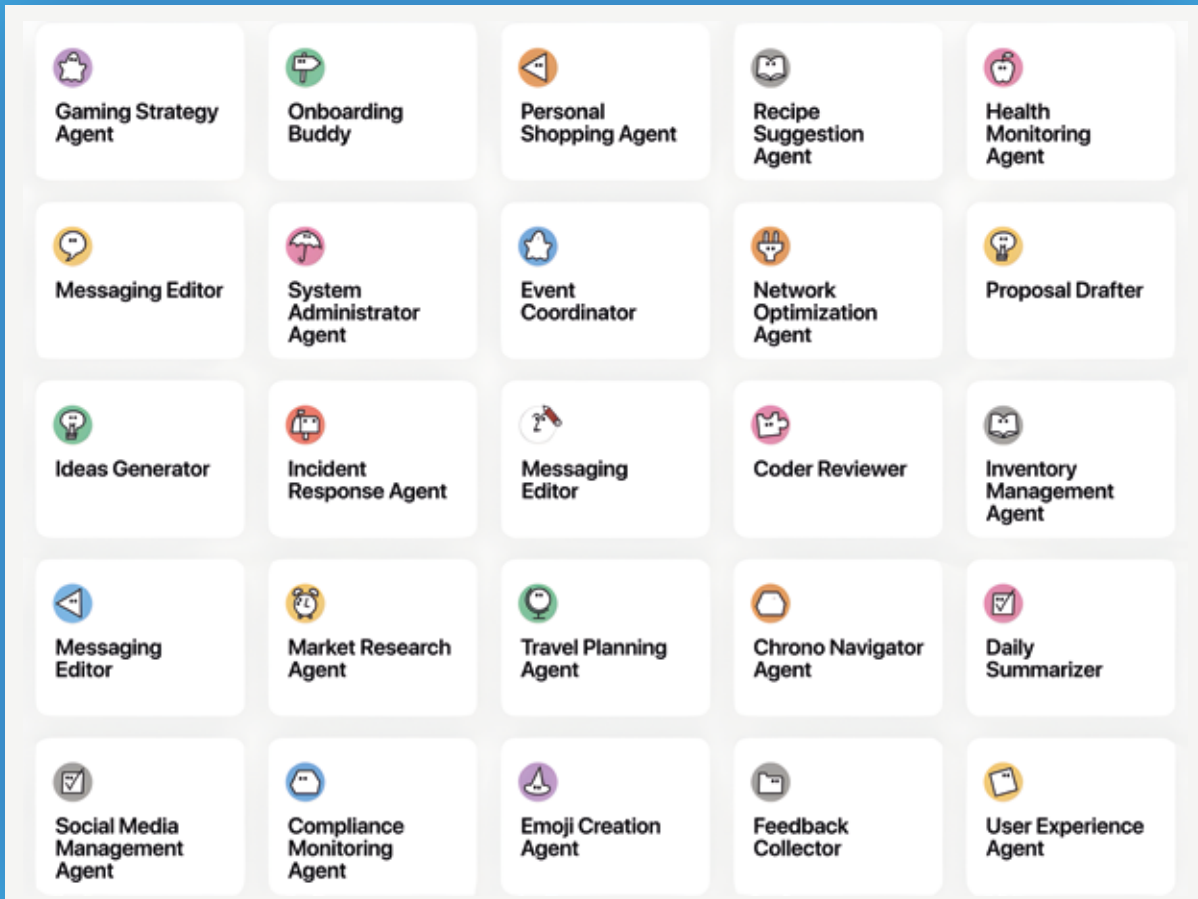 Gaming Strategy
Agent
Onboarding
Buddy
Personal
Shopping Agent
Recipe
Suggestion
Agent
Health
Monitoring
Agent
Messaging Editor
System
Administrator
Agent
Event
Coordinator
Network
Optimization
Agent
Proposal Drafter
Ideas Generator
Incident
Response Agent
Messaging
Editor
Coder Reviewer
Inventory
Management
Agent
Messaging
Editor
Market Research
Agent
Travel Planning
Agent
Chrono Navigator
Agent
Daily
Summarizer
Social Media
Management
Agent
Compliance
Monitoring
Agent
Emoji Creation
Agent
Feedback
Collector
User Experience
Agent